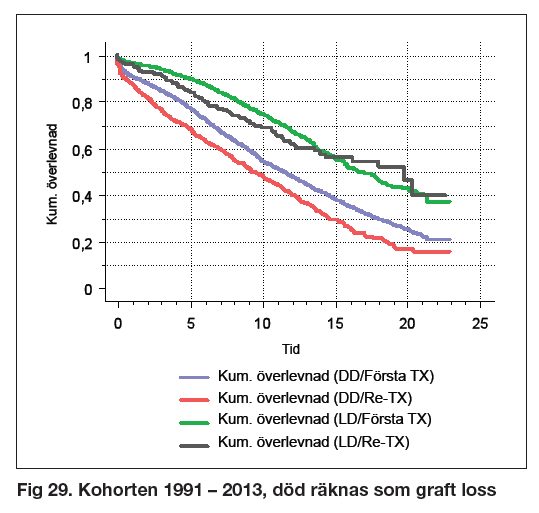 1
0,8
0,6
0,4
0,2
0
Kum. överlevnad
0 5 10 15 20 25
Tid
Kum. överlevnad (DD/Första TX)
Kum. överlevnad (DD/Re-TX)
Kum. överlevnad (LD/Första TX)
Kum. överlevnad (LD/Re-TX)
Fig 29. Kohorten 1991 – 2013, död räknas som graft loss